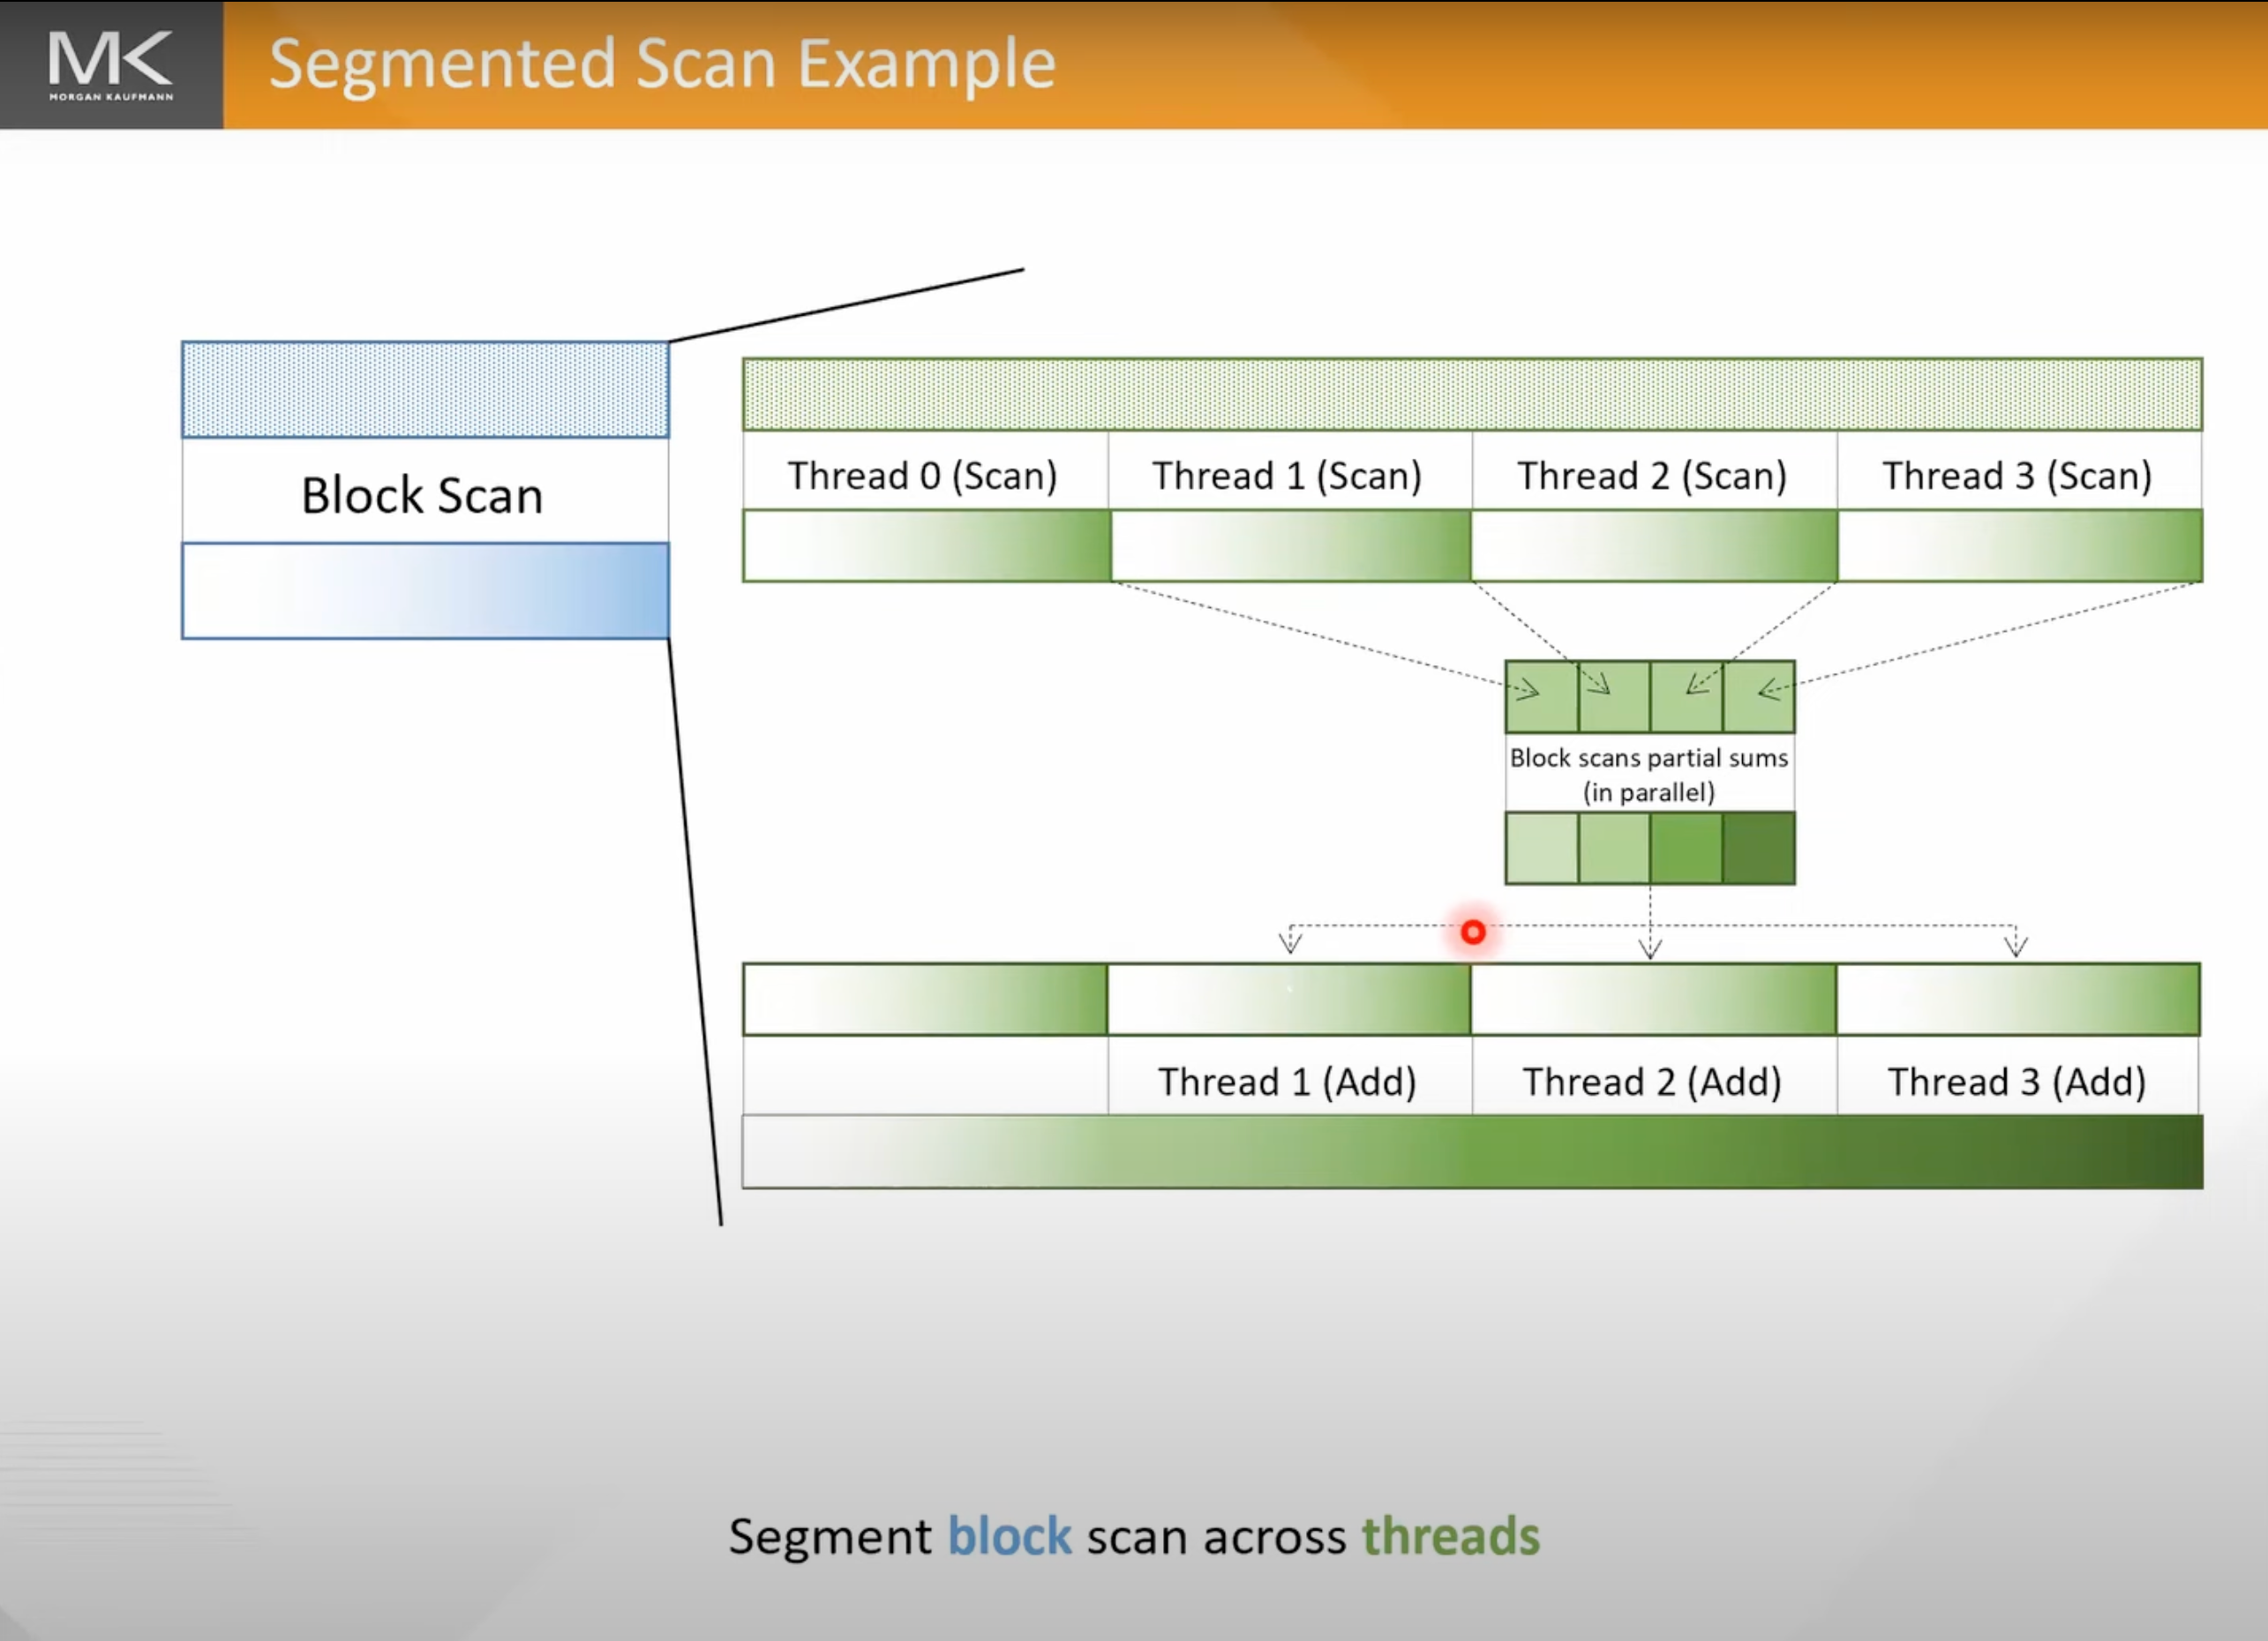 MK
MORGAN KAUFMANN
Segmented Scan Example
Block Scan
Thread 0 (Scan)
Thread 1 (Scan)
Thread 2 (Scan)
Thread 3 (Scan)
Block scans partial sums
(in parallel)
Thread 1 (Add)
Thread 2 (Add)
Thread 3 (Add)
Segment block scan across threads